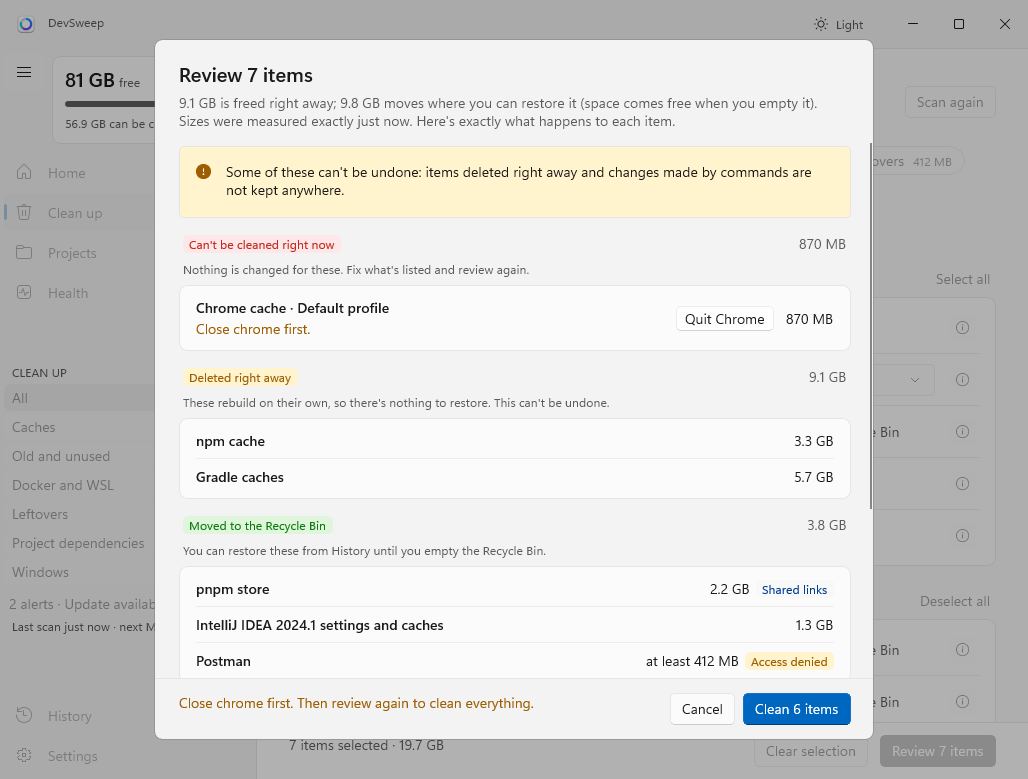 DevSweep
Light
81 GB free
56.9 GB can be c
Scan again
overs 412 MB
Home
Clean up
Projects
Health
Select all
CLEAN UP
All
Caches
Old and unused
Docker and WSL
Leftovers
Project dependencies
Windows
2 alerts · Update availab
Last scan just now · next M
History
Settings
Review 7 items
9.1 GB is freed right away; 9.8 GB moves where you can restore it (space comes free when you empty it).
Sizes were measured exactly just now. Here's exactly what happens to each item.
Some of these can't be undone: items deleted right away and changes made by commands are
not kept anywhere.
Can't be cleaned right now 870 MB
Nothing is changed for these. Fix what's listed and review again.
Chrome cache · Default profile
Close chrome first.
Quit Chrome 870 MB
Deleted right away 9.1 GB
These rebuild on their own, so there's nothing to restore. This can't be undone.
npm cache 3.3 GB
Gradle caches 5.7 GB
Moved to the Recycle Bin 3.8 GB
You can restore these from History until you empty the Recycle Bin.
pnpm store 2.2 GB Shared links
IntelliJ IDEA 2024.1 settings and caches 1.3 GB
Postman at least 412 MB Access denied
Close chrome first. Then review again to clean everything.
Cancel
Clean 6 items
Bin
Deselect all
Bin
Bin
7 items selected · 19.7 GB
Clear selection
Review 7 items